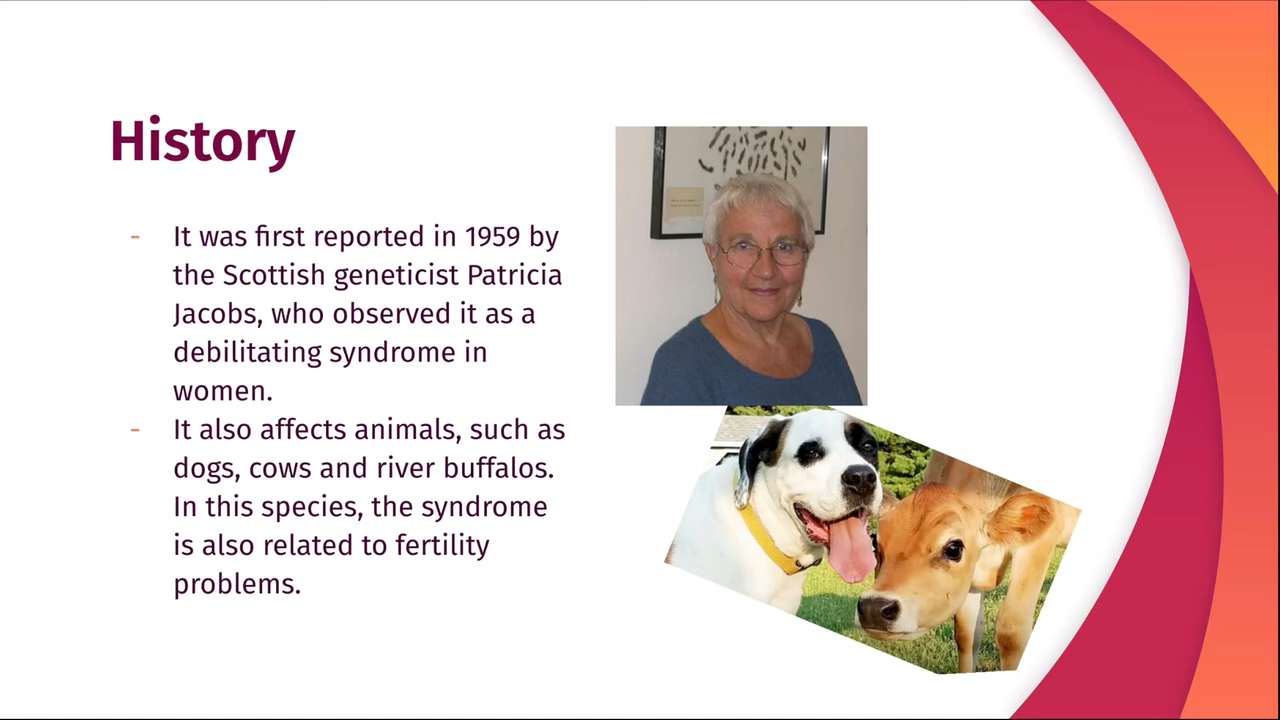 History
- It was first reported in 1959 by
the Scottish geneticist Patricia
Jacobs, who observed it as a
debilitating syndrome in
women.
- It also affects animals, such as
dogs, cows and river buffalos.
In this species, the syndrome
is also related to fertility
problems.